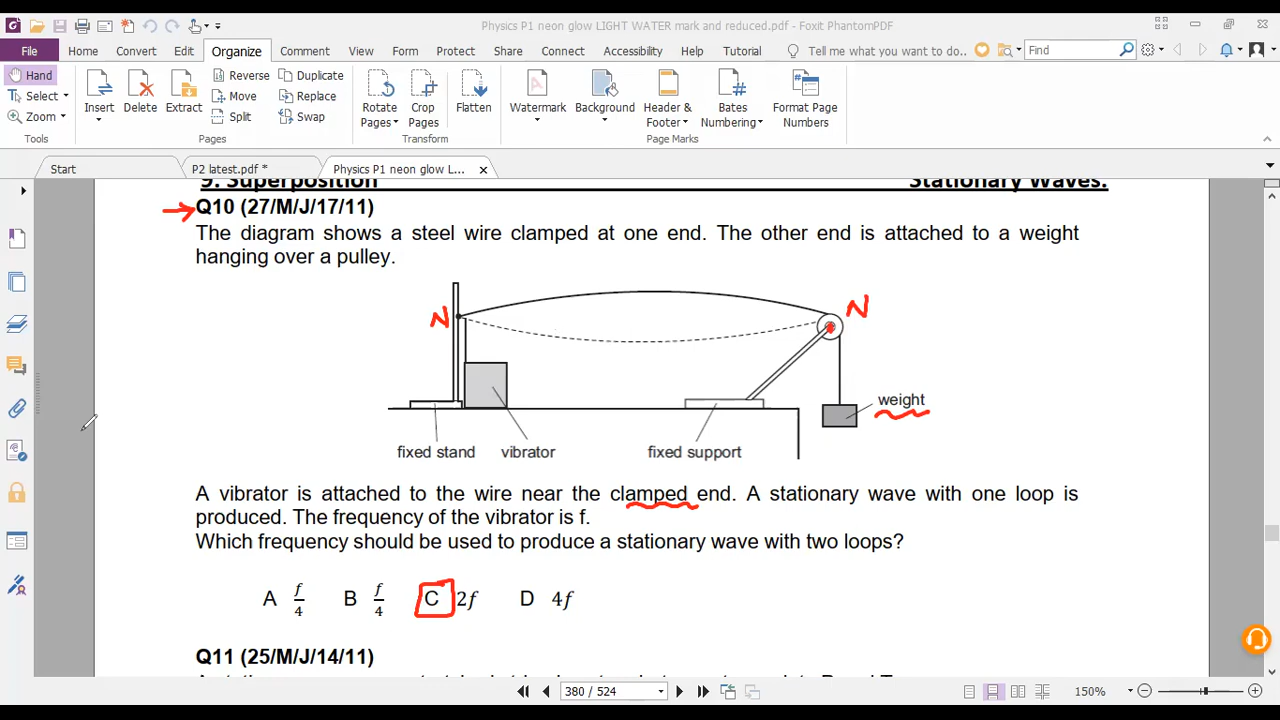 Physics P1 neon glow LIGHT WATER mark and reduced.pdf - Foxit PhantomPDF
File Home Convert Edit Organize Comment View Form Protect Share Connect Accessibility Help Tutorial Tell me what you want to do.. Find
Hand
Select
Zoom
Tools
Insert Delete Extract
Reverse Duplicate
Move Replace
Split Swap
Pages
Rotate Pages Crop Pages Flatten
Transform
Watermark Background Header & Footer Bates Numbering Format Page Numbers
Page Marks
Start P2 latest.pdf * Physics P1 neon glow LIGHT WATER mark and reduced.pdf
9. Superposition Stationary Waves.
Q10 (27/M/J/17/11)
The diagram shows a steel wire clamped at one end. The other end is attached to a weight
hanging over a pulley.
N N
weight
fixed stand vibrator fixed support
A vibrator is attached to the wire near the clamped end. A stationary wave with one loop is
produced. The frequency of the vibrator is f.
Which frequency should be used to produce a stationary wave with two loops?
A f/4 B f/4 C 2f D 4f
Q11 (25/M/J/14/11)
380 / 524 150%